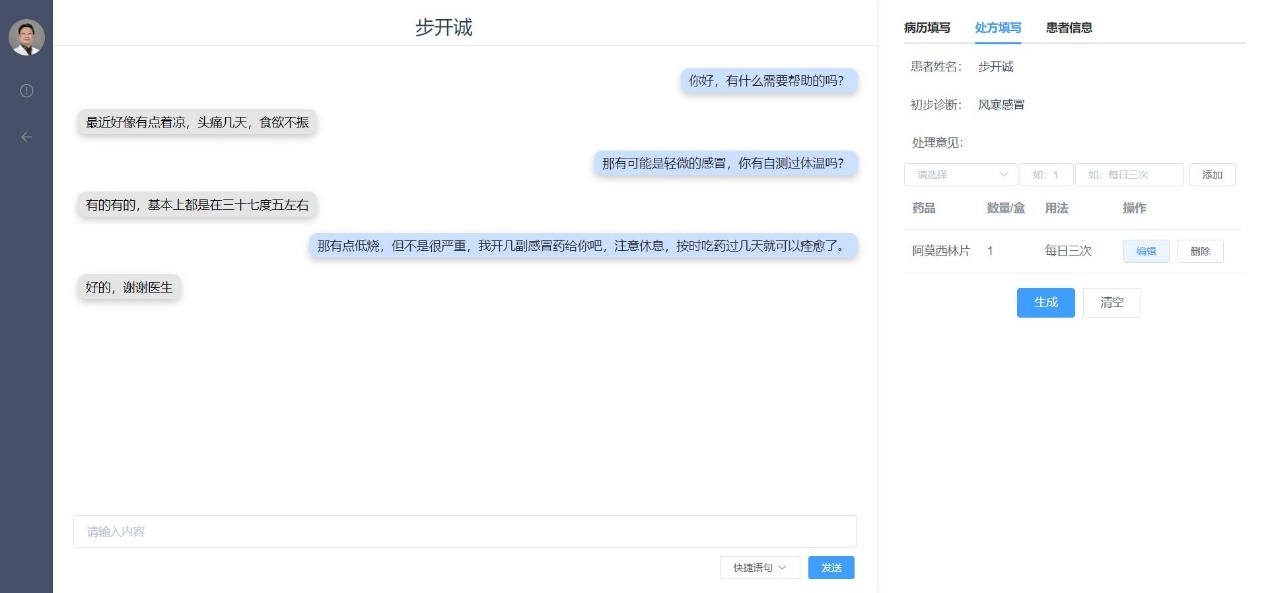 步开诚
你好，有什么需要帮助的吗？
最近好像有点着凉，头痛几天，食欲不振
那有可能是轻微的感冒，你有自测过体温吗？
有的有的，基本上都是在三十七度五左右
那有点低烧，但不是很严重，我开几副感冒药给你吧，注意休息，按时吃药过几天就可以痊愈了。
好的，谢谢医生
请输入内容
快捷语句
发送
病历填写 处方填写 患者信息
患者姓名： 步开诚
初步诊断： 风寒感冒
处理意见：
请选择 如：1 如：每日三次 添加
药品 数量/盒 用法 操作
阿莫西林片 1 每日三次 编辑 删除
生成 清空